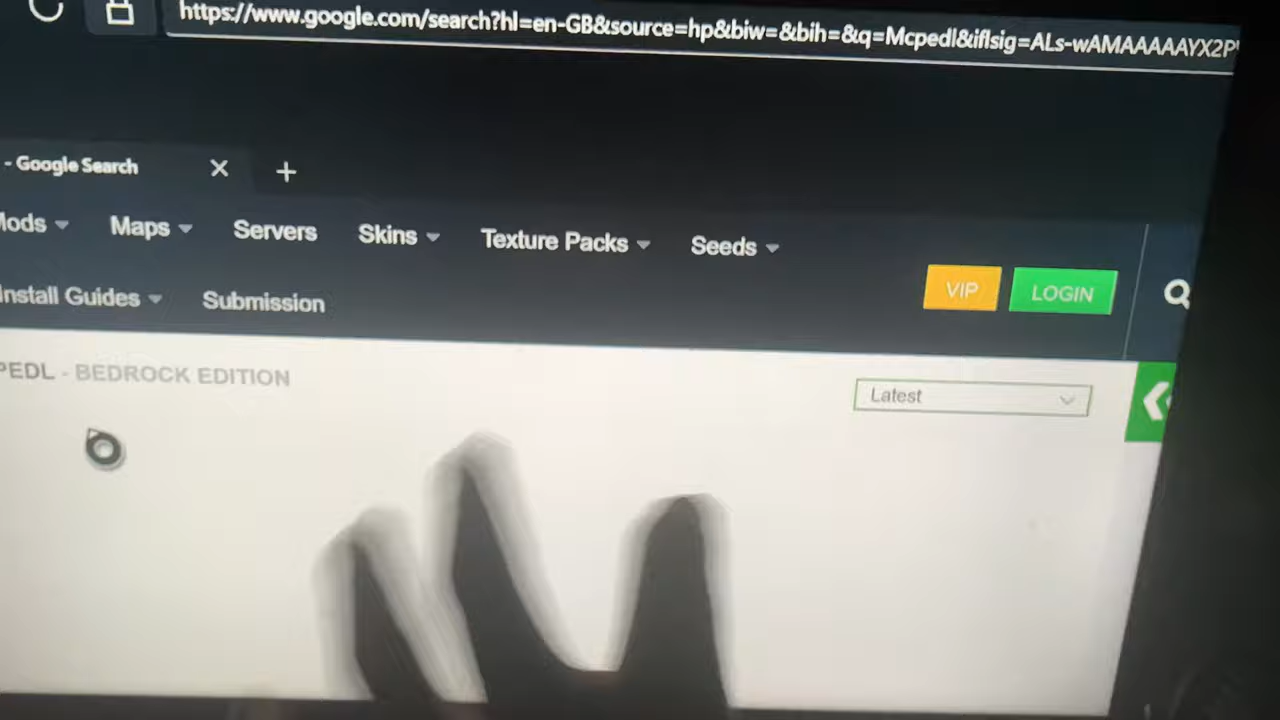 https://www.google.com/search?hl=en-GB&source=hp&biw=&bih=&q=Mcpedl&iflsig=ALs-wAMAAAAAYX2P
- Google Search
Mods Maps Servers Skins Texture Packs Seeds
VIP LOGIN
Install Guides Submission
PEDL - BEDROCK EDITION
Latest